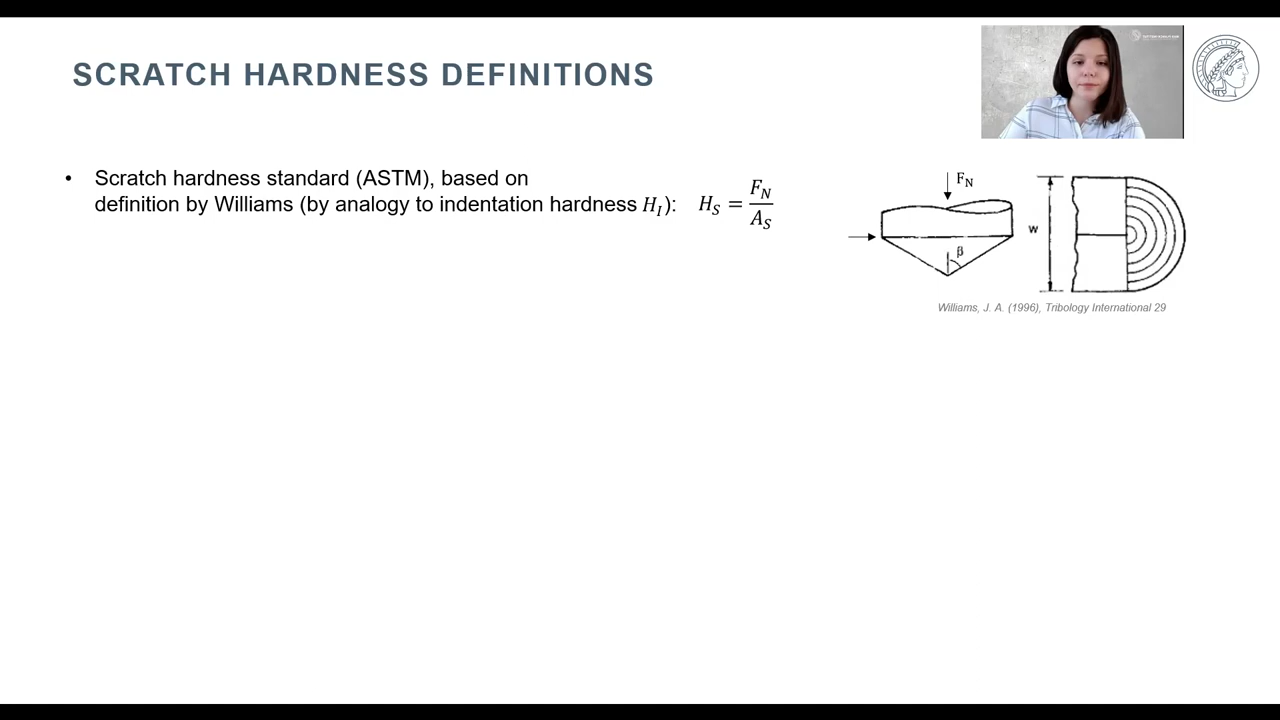 SCRATCH HARDNESS DEFINITIONS
• Scratch hardness standard (ASTM), based on
definition by Williams (by analogy to indentation hardness H_I): H_S = F_N / A_S
F_N
β
w
Williams, J. A. (1996), Tribology International 29